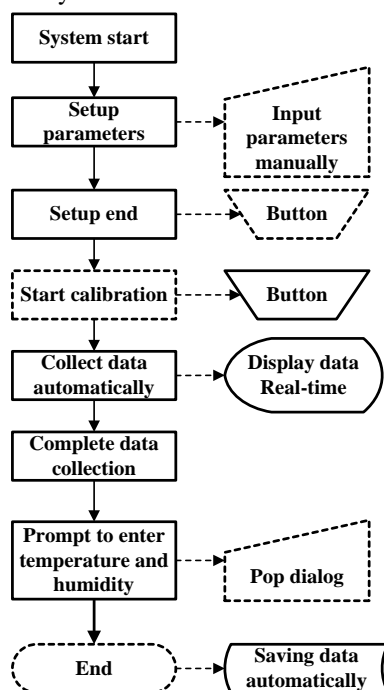 System start
Setup
parameters
Input
parameters
manually
Setup end
Button
Start calibration
Button
Collect data
automatically
Display data
Real-time
Complete data
collection
Prompt to enter
temperature and
humidity
Pop dialog
End
Saving data
automatically